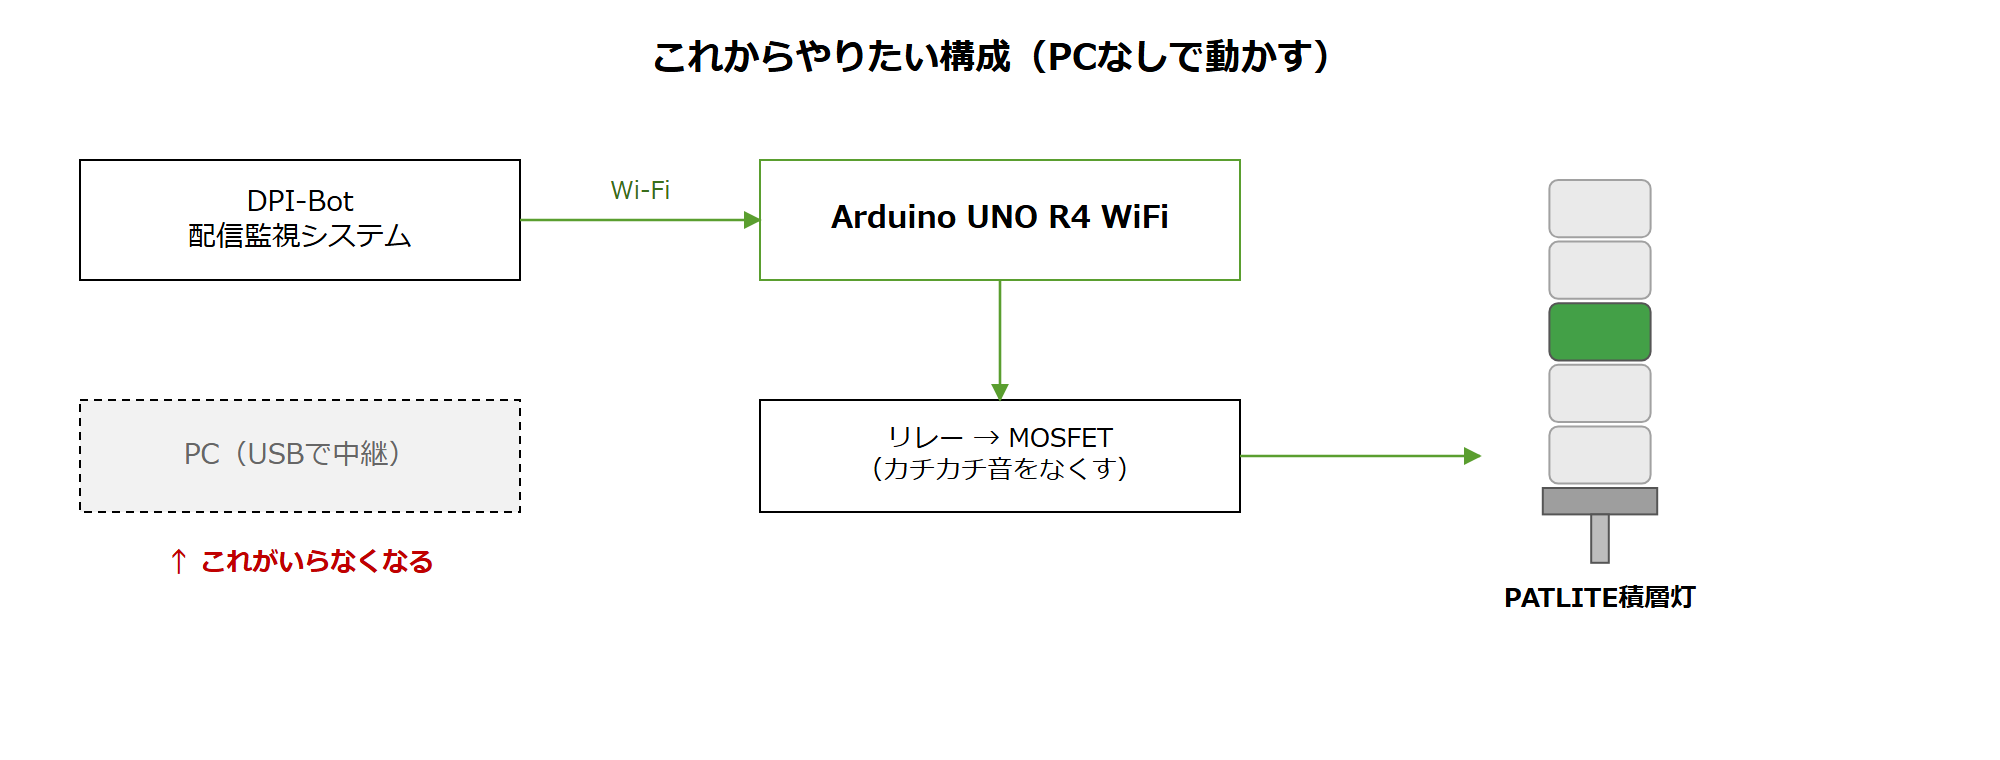 これからやりたい構成（PCなしで動かす）
DPI-Bot
配信監視システム
Wi-Fi
Arduino UNO R4 WiFi
PC（USBで中継）
↑ これがいらなくなる
リレー → MOSFET
（カチカチ音をなくす）
PATLITE積層灯